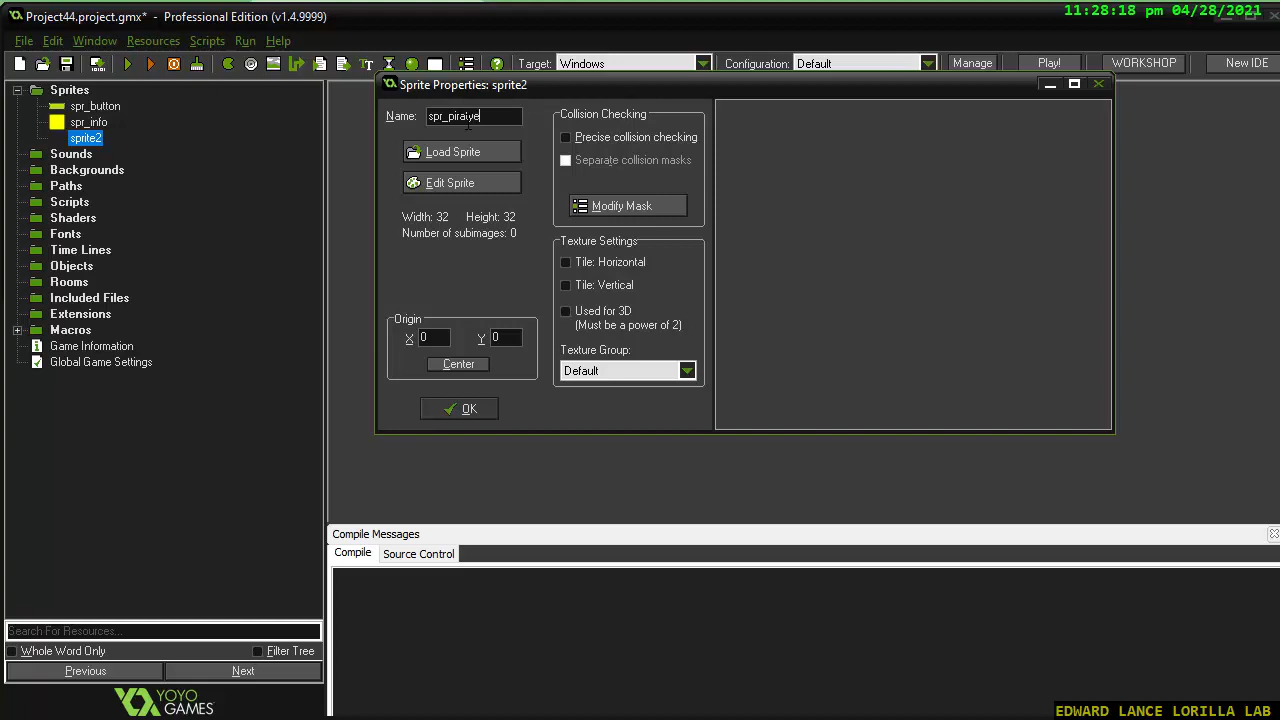 Project44.project.gmx* - Professional Edition (v1.4.9999)
11:28:18 pm 04/28/2021
File Edit Window Resources Scripts Run Help
Target: Windows Configuration: Default Manage Play! WORKSHOP New IDE
Sprites
spr_button
spr_info
sprite2
Sounds
Backgrounds
Paths
Scripts
Shaders
Fonts
Time Lines
Objects
Rooms
Included Files
Extensions
Macros
Game Information
Global Game Settings
Search For Resources...
Whole Word Only Filter Tree
Previous Next
YOYO
GAMES
Sprite Properties: sprite2
Name: spr_piraiye
Load Sprite
Edit Sprite
Width: 32 Height: 32
Number of subimages: 0
Origin
X 0 Y 0
Center
OK
Collision Checking
Precise collision checking
Separate collision masks
Modify Mask
Texture Settings
Tile: Horizontal
Tile: Vertical
Used for 3D
(Must be a power of 2)
Texture Group:
Default
Compile Messages
Compile Source Control
EDWARD LANCE LORILLA LAB